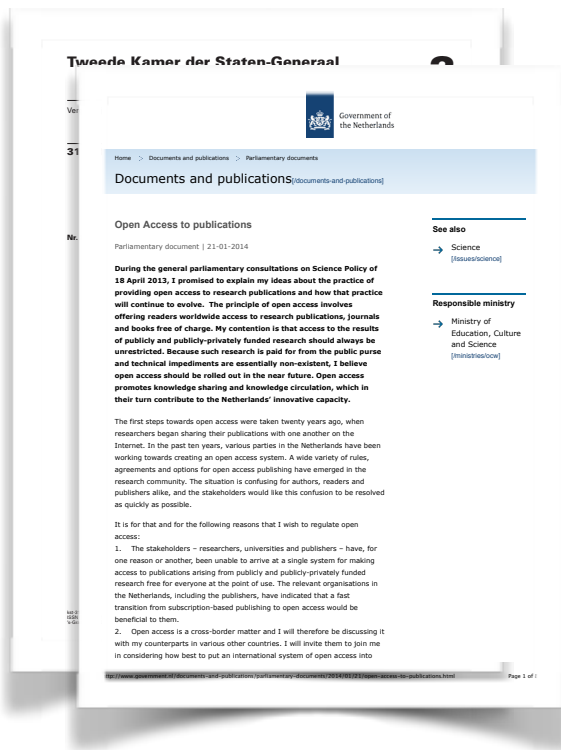 Tweede Kamer der Staten-Generaal
2
Ver
31
Nr.
Government of
the Netherlands
Home > Documents and publications > Parliamentary documents
Documents and publications[/documents-and-publications]
Open Access to publications
Parliamentary document | 21-01-2014
During the general parliamentary consultations on Science Policy of
18 April 2013, I promised to explain my ideas about the practice of
providing open access to research publications and how that practice
will continue to evolve. The principle of open access involves
offering readers worldwide access to research publications, journals
and books free of charge. My contention is that access to the results
of publicly and publicly-privately funded research should always be
unrestricted. Because such research is paid for from the public purse
and technical impediments are essentially non-existent, I believe
open access should be rolled out in the near future. Open access
promotes knowledge sharing and knowledge circulation, which in
their turn contribute to the Netherlands’ innovative capacity.
The first steps towards open access were taken twenty years ago, when
researchers began sharing their publications with one another on the
Internet. In the past ten years, various parties in the Netherlands have been
working towards creating an open access system. A wide variety of rules,
agreements and options for open access publishing have emerged in the
research community. The situation is confusing for authors, readers and
publishers alike, and the stakeholders would like this confusion to be resolved
as quickly as possible.
It is for that and for the following reasons that I wish to regulate open
access:
1. The stakeholders – researchers, universities and publishers – have, for
one reason or another, been unable to arrive at a single system for making
access to publications arising from publicly and publicly-privately funded
research free for everyone at the point of use. The relevant organisations in
the Netherlands, including the publishers, have indicated that a fast
transition from subscription-based publishing to open access would be
beneficial to them.
2. Open access is a cross-border matter and I will therefore be discussing it
with my counterparts in various other countries. I will invite them to join me
in considering how best to put an international system of open access into
See also
→ Science
[/issues/science]
Responsible ministry
→ Ministry of
Education, Culture
and Science
[/ministries/ocw]
ttp://www.government.nl/documents-and-publications/parliamentary-documents/2014/01/21/open-access-to-publications.html
Page 1 of